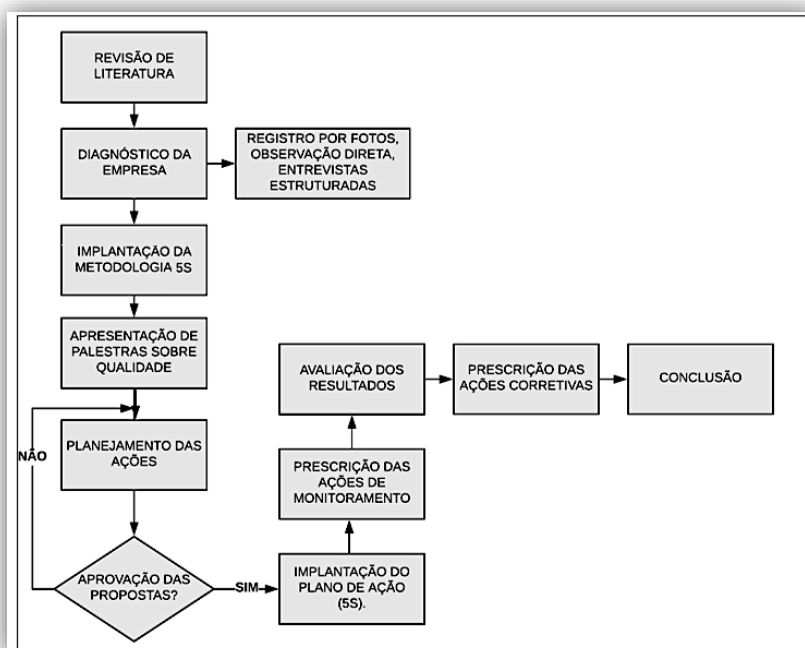 REVISÃO DE
LITERATURA
DIAGNÓSTICO DA
EMPRESA
REGISTRO POR FOTOS,
OBSERVAÇÃO DIRETA,
ENTREVISTAS
ESTRUTURADAS
IMPLANTAÇÃO DA
METODOLOGIA 5S
APRESENTAÇÃO DE
PALESTRAS SOBRE
QUALIDADE
PLANEJAMENTO DAS
AÇÕES
NÃO
APROVAÇÃO DAS
PROPOSTAS?
SIM
IMPLANTAÇÃO DO
PLANO DE AÇÃO
(5S).
PRESCRIÇÃO DAS
AÇÕES DE
MONITORAMENTO
AVALIAÇÃO DOS
RESULTADOS
PRESCRIÇÃO DAS
AÇÕES CORRETIVAS
CONCLUSÃO